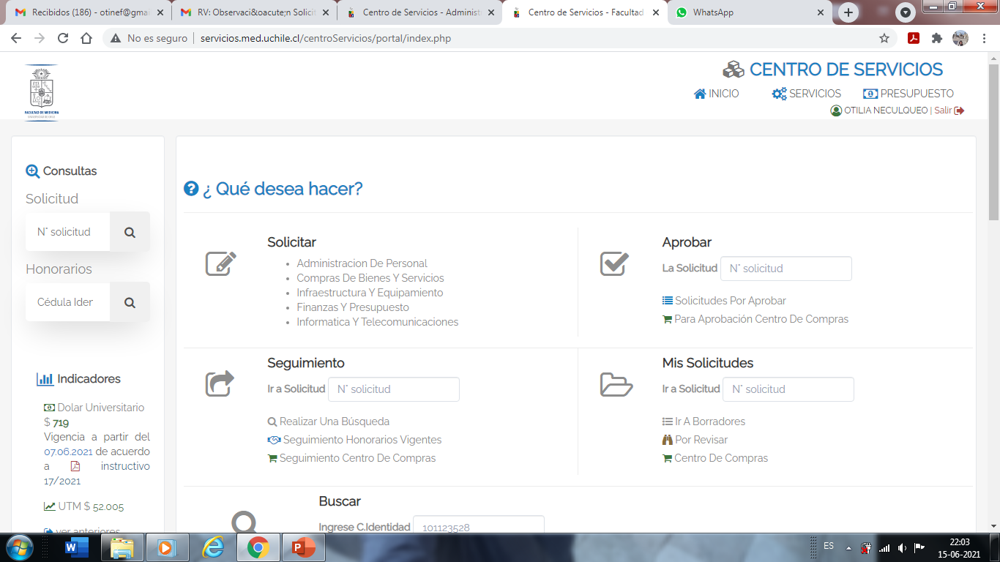 Recibidos (186) - otinef@gmai
RV: Observaci&oacute;n Solicit
Centro de Servicios - Administ
Centro de Servicios - Facultad
WhatsApp
No es seguro | servicios.med.uchile.cl/centroServicios/portal/index.php
FACULTAD DE MEDICINA
UNIVERSIDAD DE CHILE
CENTRO DE SERVICIOS
INICIO
SERVICIOS
PRESUPUESTO
OTILIA NECULQUEO | Salir
Consultas
Solicitud
N° solicitud
Honorarios
Cédula Iden
Indicadores
Dolar Universitario
$ 719
Vigencia a partir del
07.06.2021 de acuerdo
a instructivo
17/2021
UTM $ 52.005
ver anteriores
¿ Qué desea hacer?
Solicitar
• Administracion De Personal
• Compras De Bienes Y Servicios
• Infraestructura Y Equipamiento
• Finanzas Y Presupuesto
• Informatica Y Telecomunicaciones
Aprobar
La Solicitud N° solicitud
Solicitudes Por Aprobar
Para Aprobación Centro De Compras
Seguimiento
Ir a Solicitud N° solicitud
Realizar Una Búsqueda
Seguimiento Honorarios Vigentes
Seguimiento Centro De Compras
Mis Solicitudes
Ir a Solicitud N° solicitud
Ir A Borradores
Por Revisar
Centro De Compras
Buscar
Ingrese C.Identidad 101123528
ES
22:03
15-06-2021